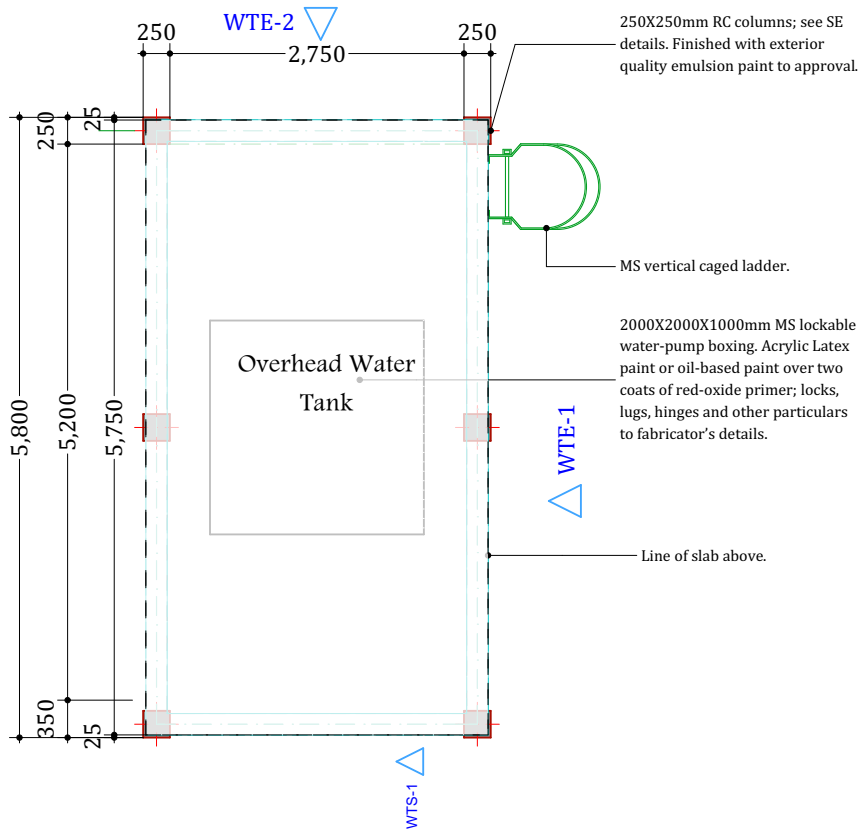 WTE-2
250
2,750
250
250X250mm RC columns; see SE
details. Finished with exterior
quality emulsion paint to approval.
25
250
MS vertical caged ladder.
2000X2000X1000mm MS lockable
water-pump boxing. Acrylic Latex
paint or oil-based paint over two
coats of red-oxide primer; locks,
lugs, hinges and other particulars
to fabricator's details.
Overhead Water
Tank
5,800
5,200
5,750
WTE-1
Line of slab above.
350
25
WTS-1